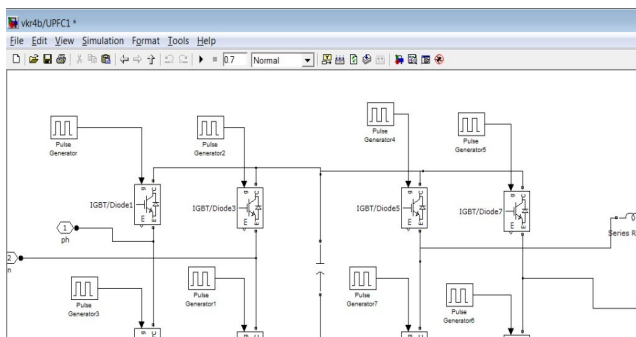 vkr4b/UPFC1 *
File Edit View Simulation Format Tools Help
0.7 Normal
Pulse
Generator
Pulse
Generator2
Pulse
Generator4
Pulse
Generator5
g C
E
IGBT/Diode1
g C
E
IGBT/Diode3
g C
E
IGBT/Diode5
g C
E
IGBT/Diode7
1
ph
2
n
Series R
Pulse
Generator3
Pulse
Generator1
Pulse
Generator7
Pulse
Generator6